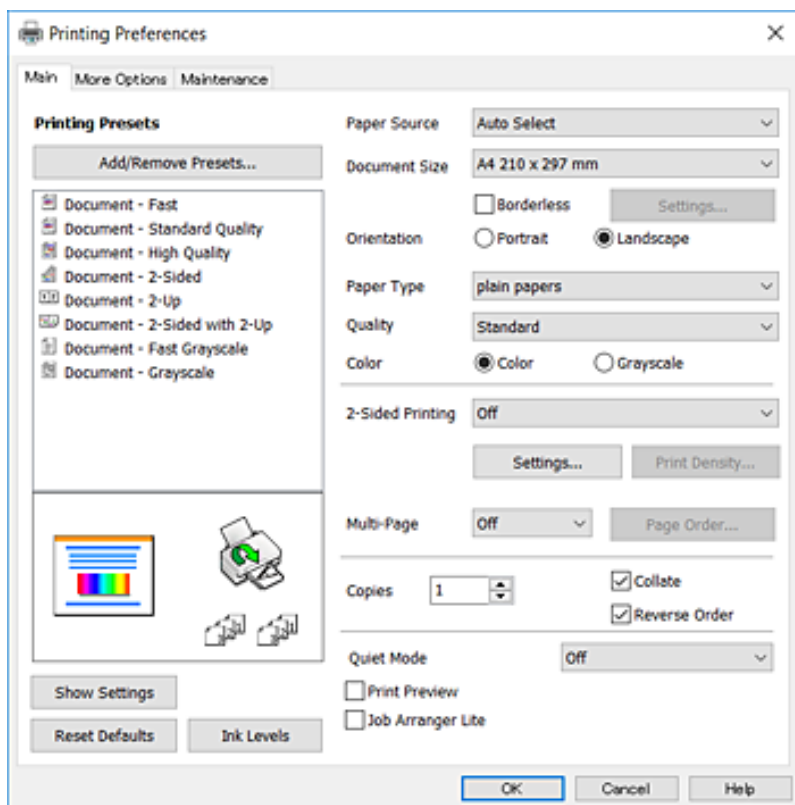 Printing Preferences
Main More Options Maintenance
Printing Presets
Add/Remove Presets...
Document - Fast
Document - Standard Quality
Document - High Quality
Document - 2-Sided
Document - 2-Up
Document - 2-Sided with 2-Up
Document - Fast Grayscale
Document - Grayscale
Show Settings
Reset Defaults Ink Levels
Paper Source Auto Select
Document Size A4 210 x 297 mm
Borderless Settings...
Orientation Portrait Landscape
Paper Type plain papers
Quality Standard
Color Color Grayscale
2-Sided Printing Off
Settings... Print Density...
Multi-Page Off Page Order...
Copies 1 Collate
Reverse Order
Quiet Mode Off
Print Preview
Job Arranger Lite
OK Cancel Help